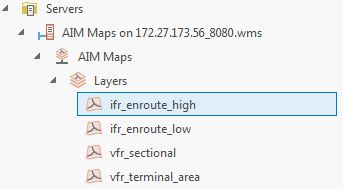 Servers
AIM Maps on 172.27.173.56_8080.wms
AIM Maps
Layers
ifr_enroute_high
ifr_enroute_low
vfr_sectional
vfr_terminal_area